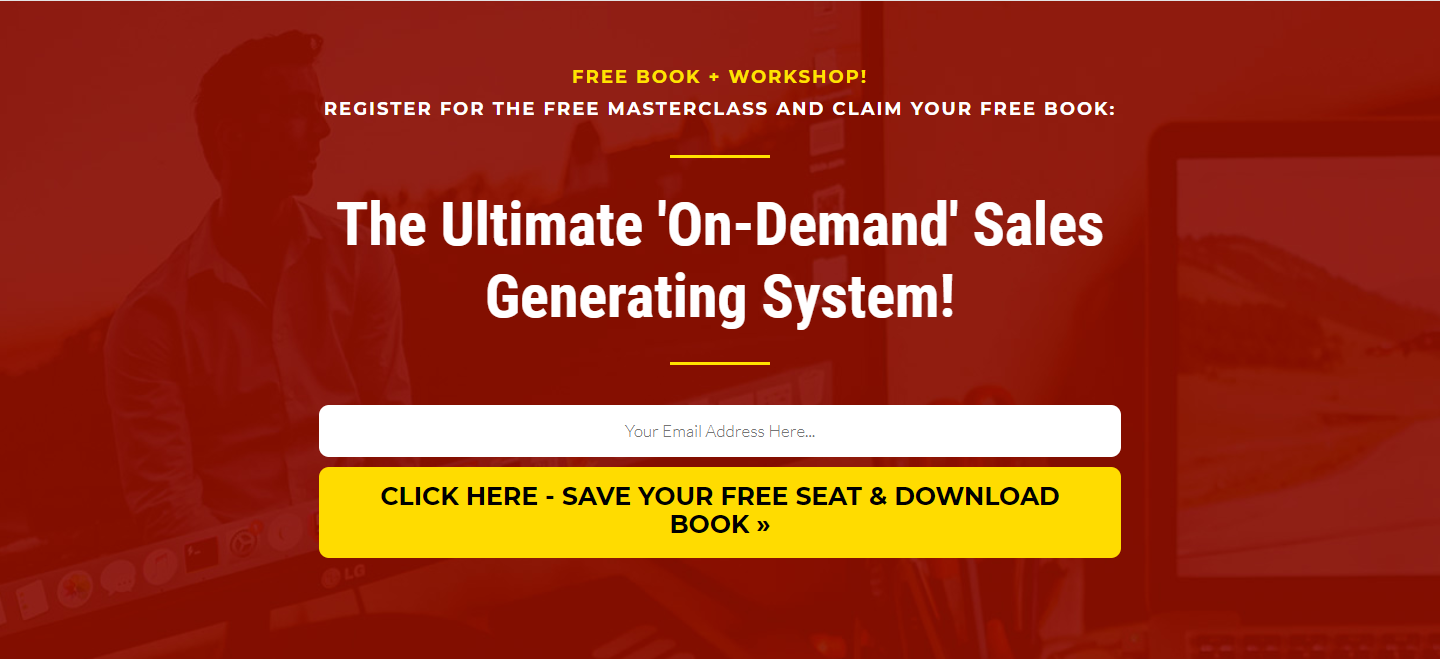 FREE BOOK + WORKSHOP!
REGISTER FOR THE FREE MASTERCLASS AND CLAIM YOUR FREE BOOK:
The Ultimate 'On-Demand' Sales
Generating System!
Your Email Address Here...
CLICK HERE - SAVE YOUR FREE SEAT & DOWNLOAD
BOOK »
LG